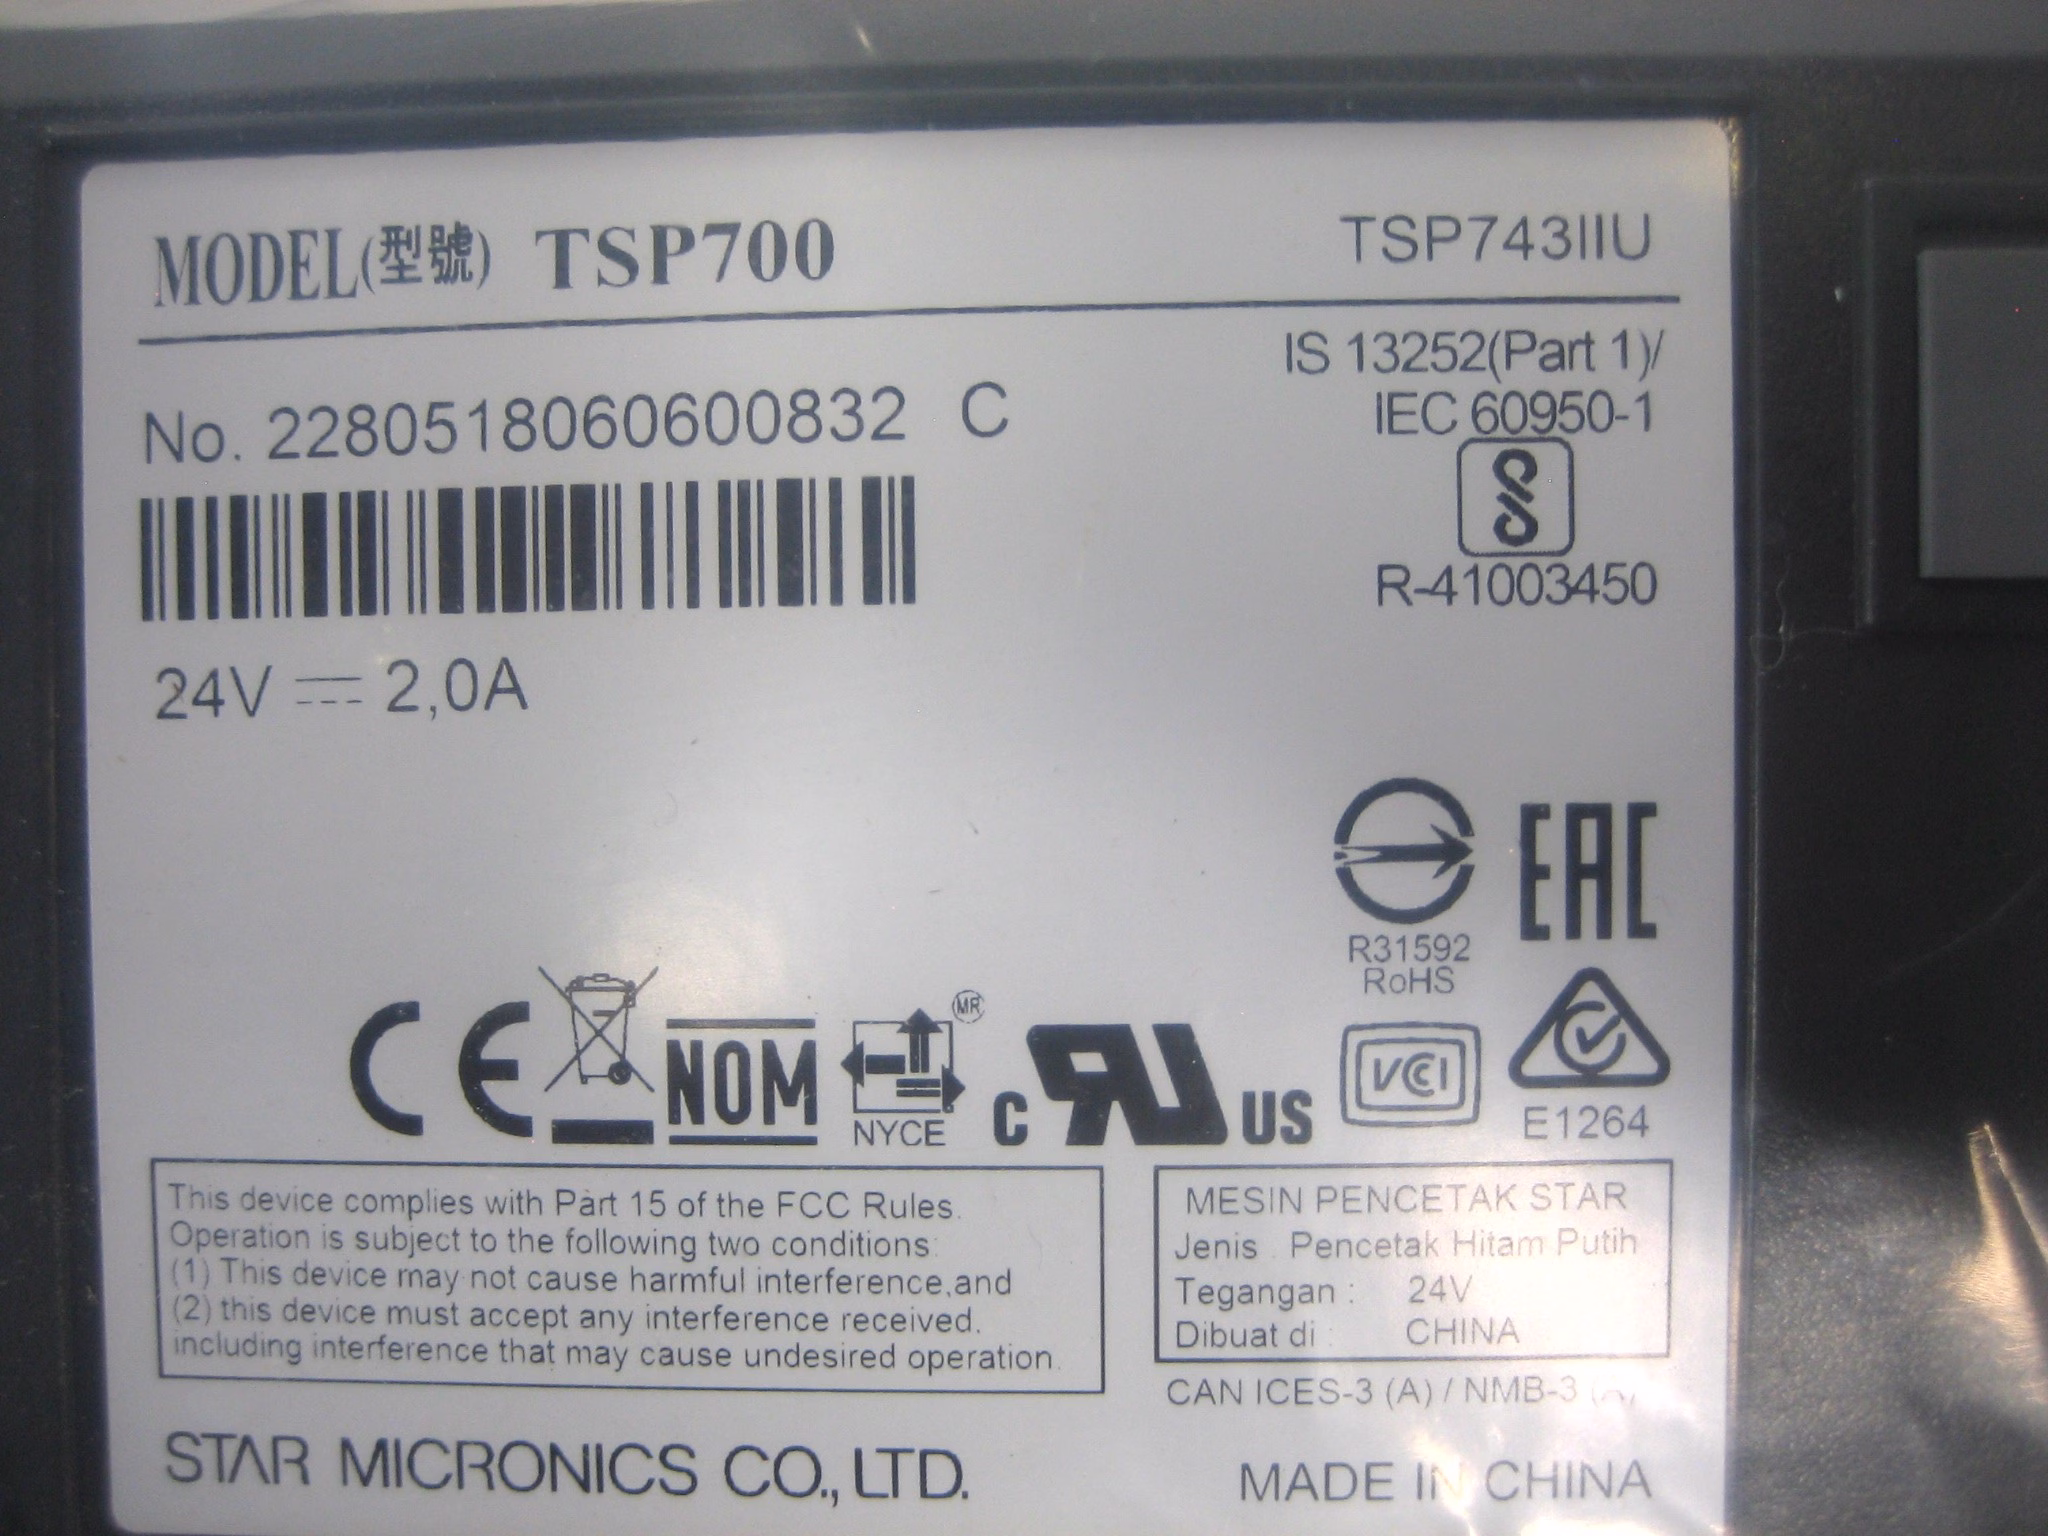 MODEL(型號) TSP700 TSP743IIU
No. 2280518060600832 C
IS 13252(Part 1)/
IEC 60950-1
R-41003450
24V 2,0A
EAC
R31592
RoHS
CE NOM NYCE MR c RU US
VCCI
E1264
This device complies with Part 15 of the FCC Rules.
Operation is subject to the following two conditions:
(1) This device may not cause harmful interference,and
(2) this device must accept any interference received,
including interference that may cause undesired operation.
MESIN PENCETAK STAR
Jenis : Pencetak Hitam Putih
Tegangan : 24V
Dibuat di : CHINA
CAN ICES-3 (A) / NMB-3 (A)
STAR MICRONICS CO., LTD.
MADE IN CHINA